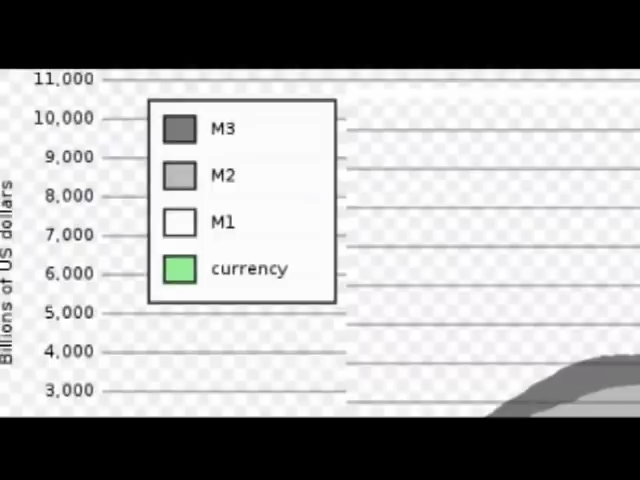 11,000
10,000
9,000
8,000
7,000
6,000
5,000
4,000
3,000
Billions of US dollars
M3
M2
M1
currency